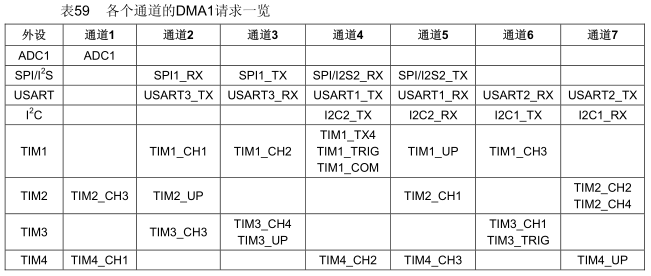 表59 各个通道的DMA1请求一览
外设 通道1 通道2 通道3 通道4 通道5 通道6 通道7
ADC1 ADC1
SPI/I²S SPI1_RX SPI1_TX SPI/I2S2_RX SPI/I2S2_TX
USART USART3_TX USART3_RX USART1_TX USART1_RX USART2_RX USART2_TX
I²C I2C2_TX I2C2_RX I2C1_TX I2C1_RX
TIM1 TIM1_CH1 TIM1_CH2 TIM1_TX4 TIM1_UP TIM1_CH3
TIM1_TRIG
TIM1_COM
TIM2 TIM2_CH3 TIM2_UP TIM2_CH1 TIM2_CH2
TIM2_CH4
TIM3 TIM3_CH3 TIM3_CH4 TIM3_CH1
TIM3_UP TIM3_TRIG
TIM4 TIM4_CH1 TIM4_CH2 TIM4_CH3 TIM4_UP